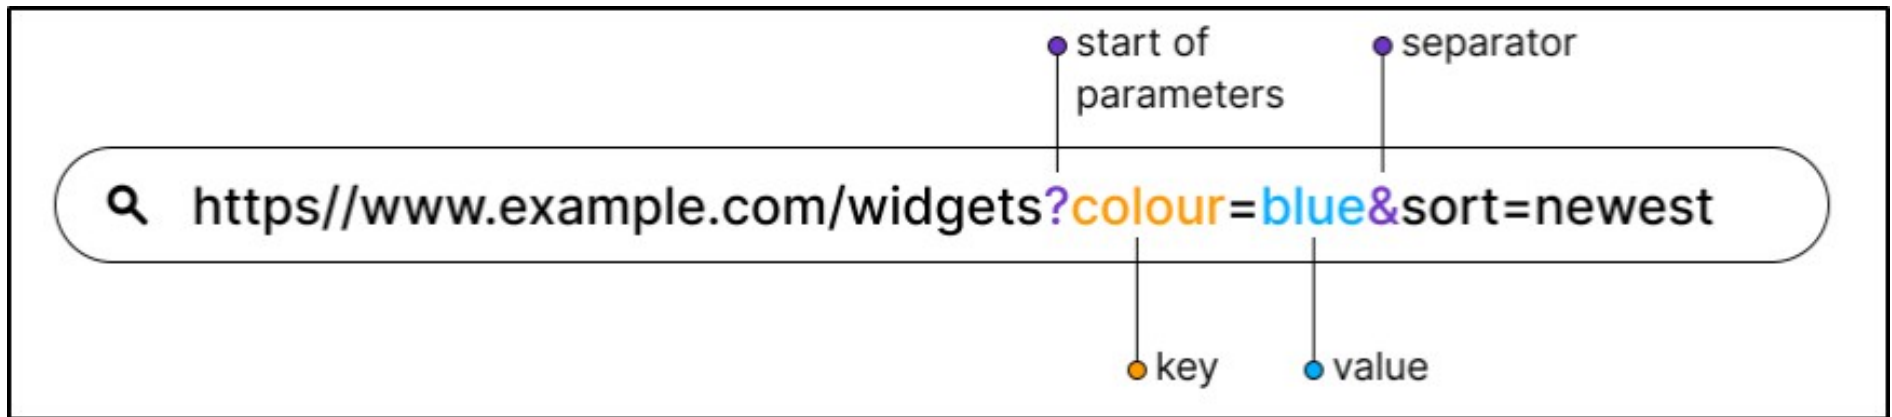 start of
parameters
separator
https//www.example.com/widgets?colour=blue&sort=newest
key
value